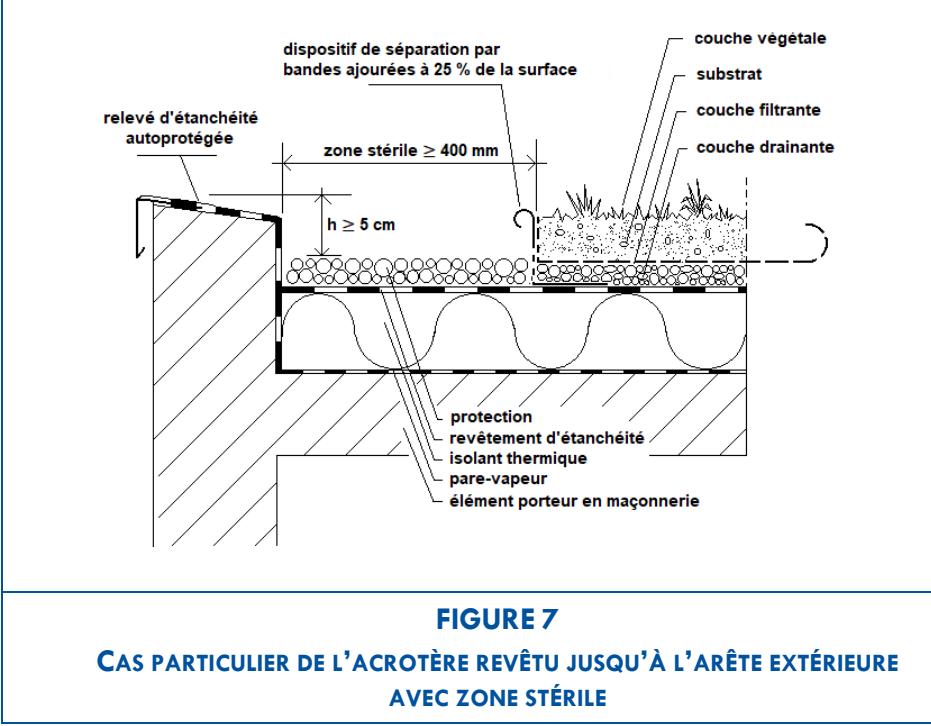 dispositif de séparation par
bandes ajourées à 25 % de la surface
couche végétale
substrat
couche filtrante
couche drainante
relevé d'étanchéité
autoprotégée
zone stérile ≥ 400 mm
h ≥ 5 cm
protection
revêtement d'étanchéité
isolant thermique
pare-vapeur
élément porteur en maçonnerie
FIGURE 7
CAS PARTICULIER DE L'ACROTÈRE REVÊTU JUSQU'À L'ARÊTE EXTÉRIEURE
AVEC ZONE STÉRILE